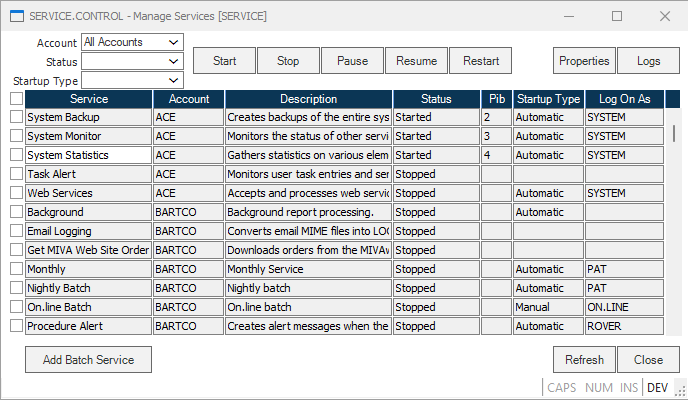 SERVICE.CONTROL - Manage Services [SERVICE]
Account All Accounts
Status
Startup Type
Start Stop Pause Resume Restart Properties Logs
Service Account Description Status Pib Startup Type Log On As
System Backup ACE Creates backups of the entire sys Started 2 Automatic SYSTEM
System Monitor ACE Monitors the status of other servi Started 3 Automatic SYSTEM
System Statistics ACE Gathers statistics on various elem Started 4 Automatic SYSTEM
Task Alert ACE Monitors user task entries and ser Stopped
Web Services ACE Accepts and processes web servic Stopped Automatic SYSTEM
Background BARTCO Background report processing. Stopped Automatic
Email Logging BARTCO Converts email MIME files into LOC Stopped
Get MIVA Web Site Order BARTCO Downloads orders from the MIVA Stopped
Monthly BARTCO Monthly Service Stopped Automatic PAT
Nightly Batch BARTCO Nightly batch Stopped Automatic PAT
On.line Batch BARTCO On.line batch Stopped Manual ON.LINE
Procedure Alert BARTCO Creates alert messages when the Stopped Automatic ROVER
Add Batch Service Refresh Close
CAPS NUM INS DEV